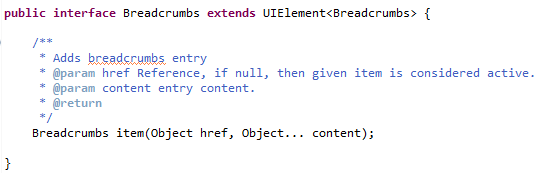 public interface Breadcrumbs extends UIElement<Breadcrumbs> {
/**
* Adds breadcrumbs entry
* @param href Reference, if null, then given item is considered active.
* @param content entry content.
* @return
*/
Breadcrumbs item(Object href, Object... content);
}